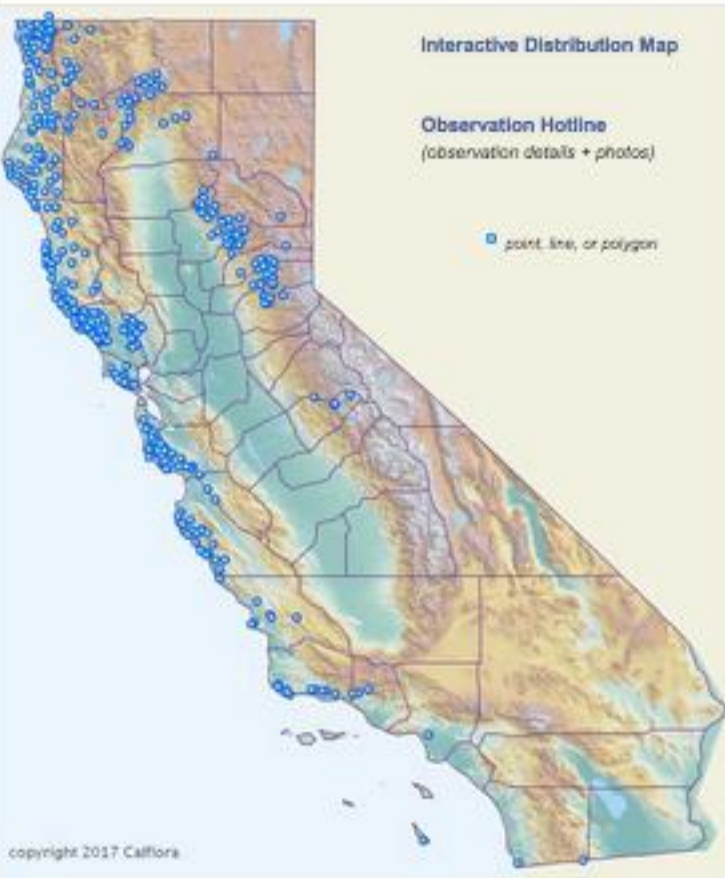 Interactive Distribution Map
Observation Hotline
(observation details + photos)
point, line, or polygon
copyright 2017 Calflora